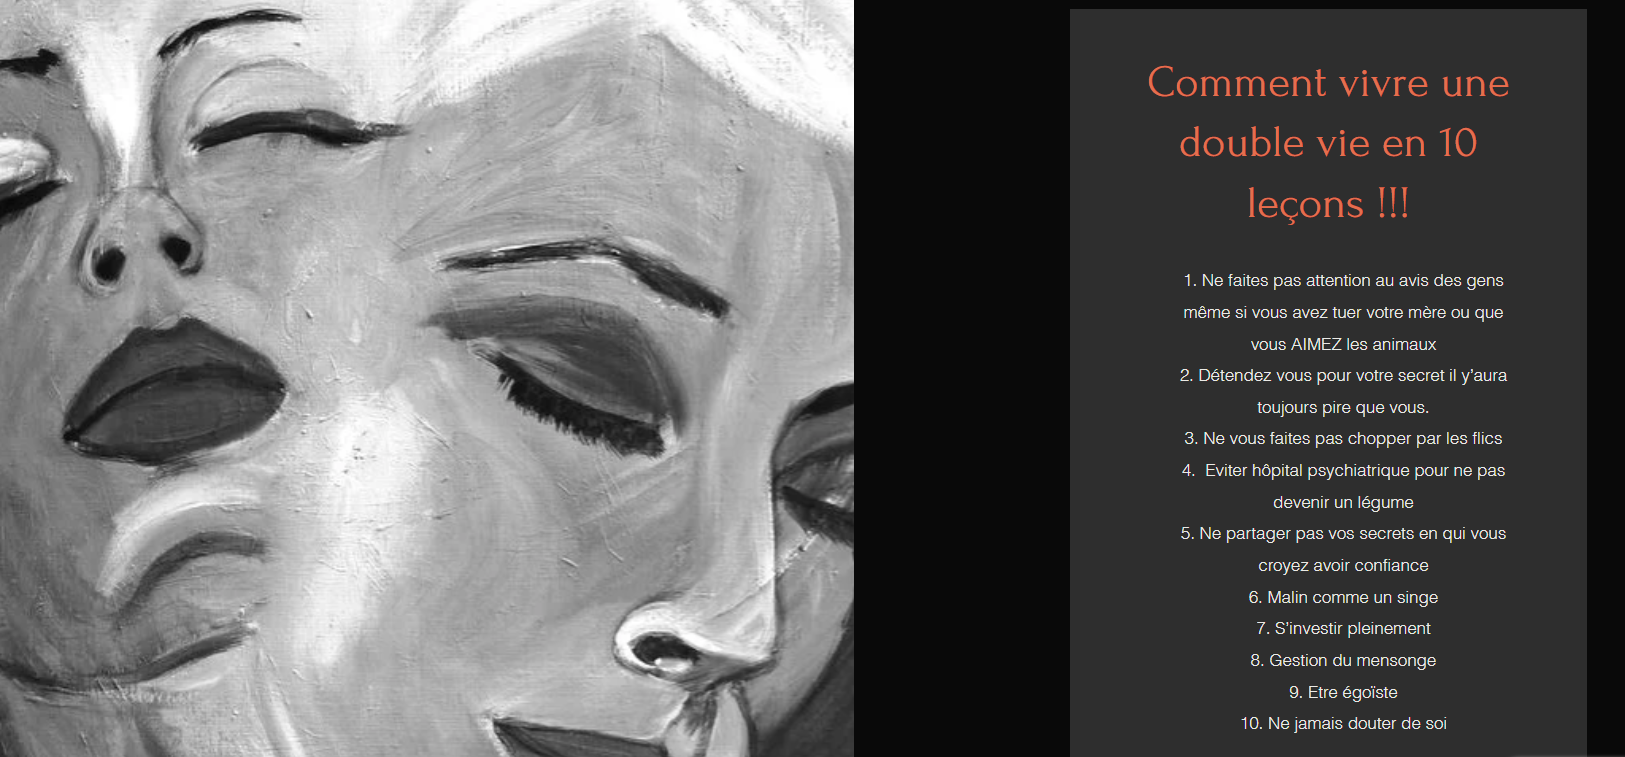 Comment vivre une
double vie en 10
leçons !!!
1. Ne faites pas attention au avis des gens
même si vous avez tuer votre mère ou que
vous AIMEZ les animaux
2. Détendez vous pour votre secret il y'aura
toujours pire que vous.
3. Ne vous faites pas chopper par les flics
4.  Eviter hôpital psychiatrique pour ne pas
devenir un légume
5. Ne partager pas vos secrets en qui vous
croyez avoir confiance
6. Malin comme un singe
7. S'investir pleinement
8. Gestion du mensonge
9. Etre égoïste
10. Ne jamais douter de soi